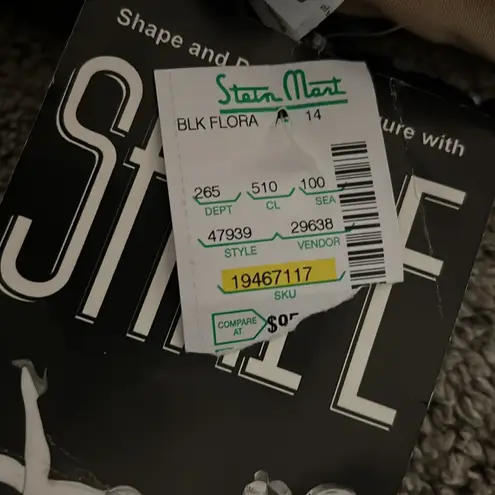 Shape and
ure with
Stein Mart
BLK FLORA 14
265 510 100
DEPT CL SEA
47939 29638
STYLE VENDOR
19467117
SKU
COMPARE
AT